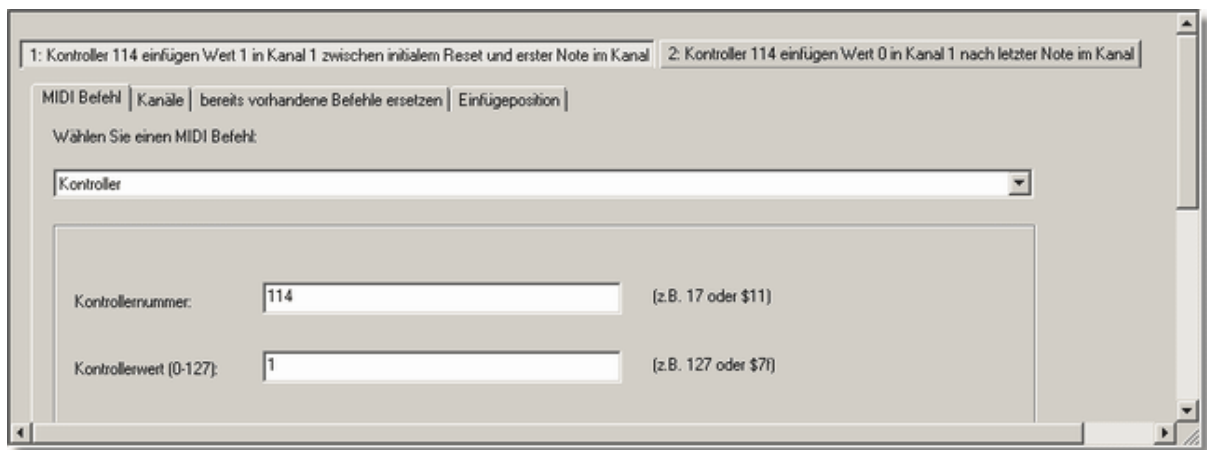 1: Kontroller 114 einfügen Wert 1 in Kanal 1 zwischen initialem Reset und erster Note im Kanal 2: Kontroller 114 einfügen Wert 0 in Kanal 1 nach letzter Note im Kanal
MIDI Befehl Kanäle bereits vorhandene Befehle ersetzen Einfügeposition
Wählen Sie einen MIDI Befehl:
Kontroller
Kontrollernummer: 114 (z.B. 17 oder $11)
Kontrollerwert (0-127): 1 (z.B. 127 oder $7f)